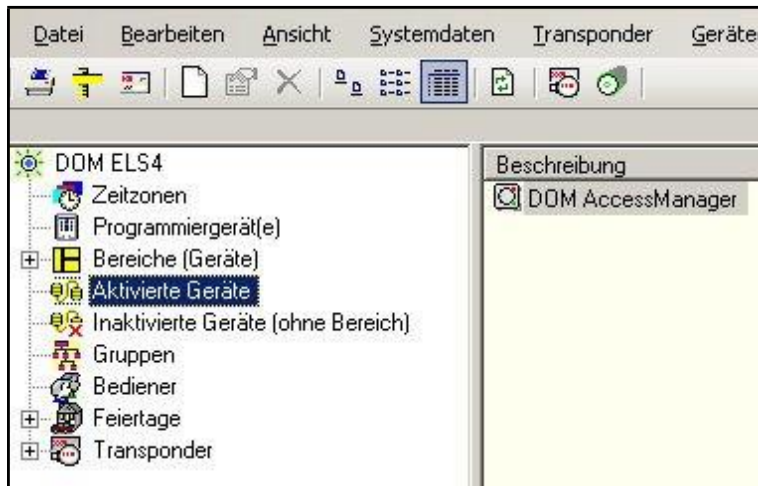 Datei Bearbeiten Ansicht Systemdaten Transponder Geräte
DOM ELS4
Zeitzonen
Programmiergerät(e)
Bereiche (Geräte)
Aktivierte Geräte
Inaktivierte Geräte (ohne Bereich)
Gruppen
Bediener
Feiertage
Transponder
Beschreibung
DOM AccessManager